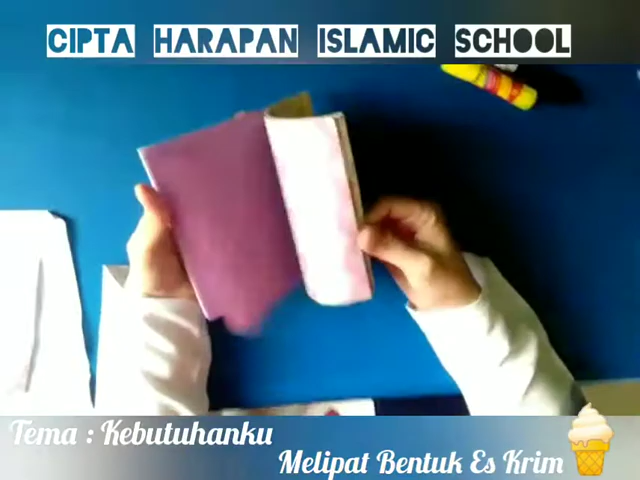 CIPTA HARAPAN ISLAMIC SCHOOL
Tema : Kebutuhanku
Melipat Bentuk Es Krim